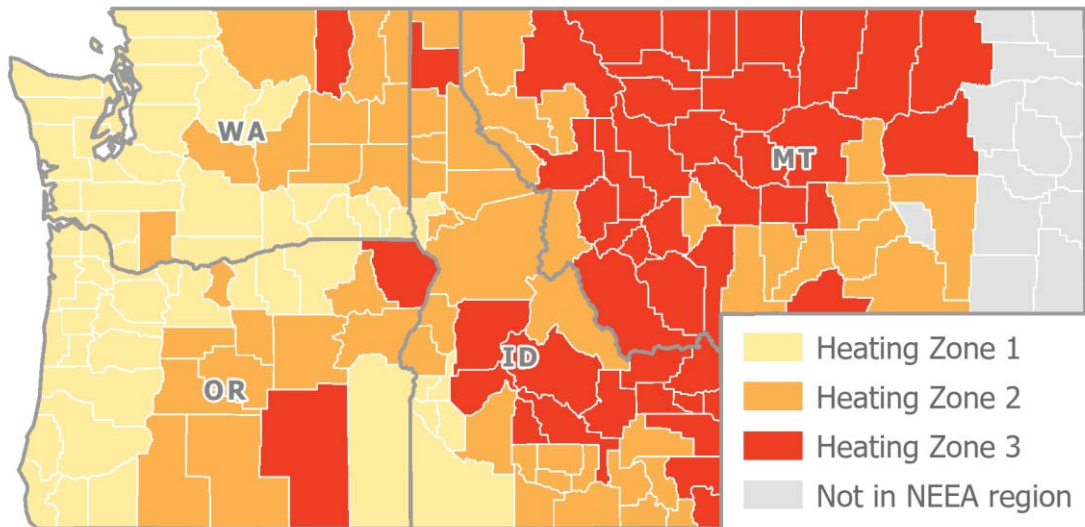 WA
MT
ID
OR
Heating Zone 1
Heating Zone 2
Heating Zone 3
Not in NEEA region